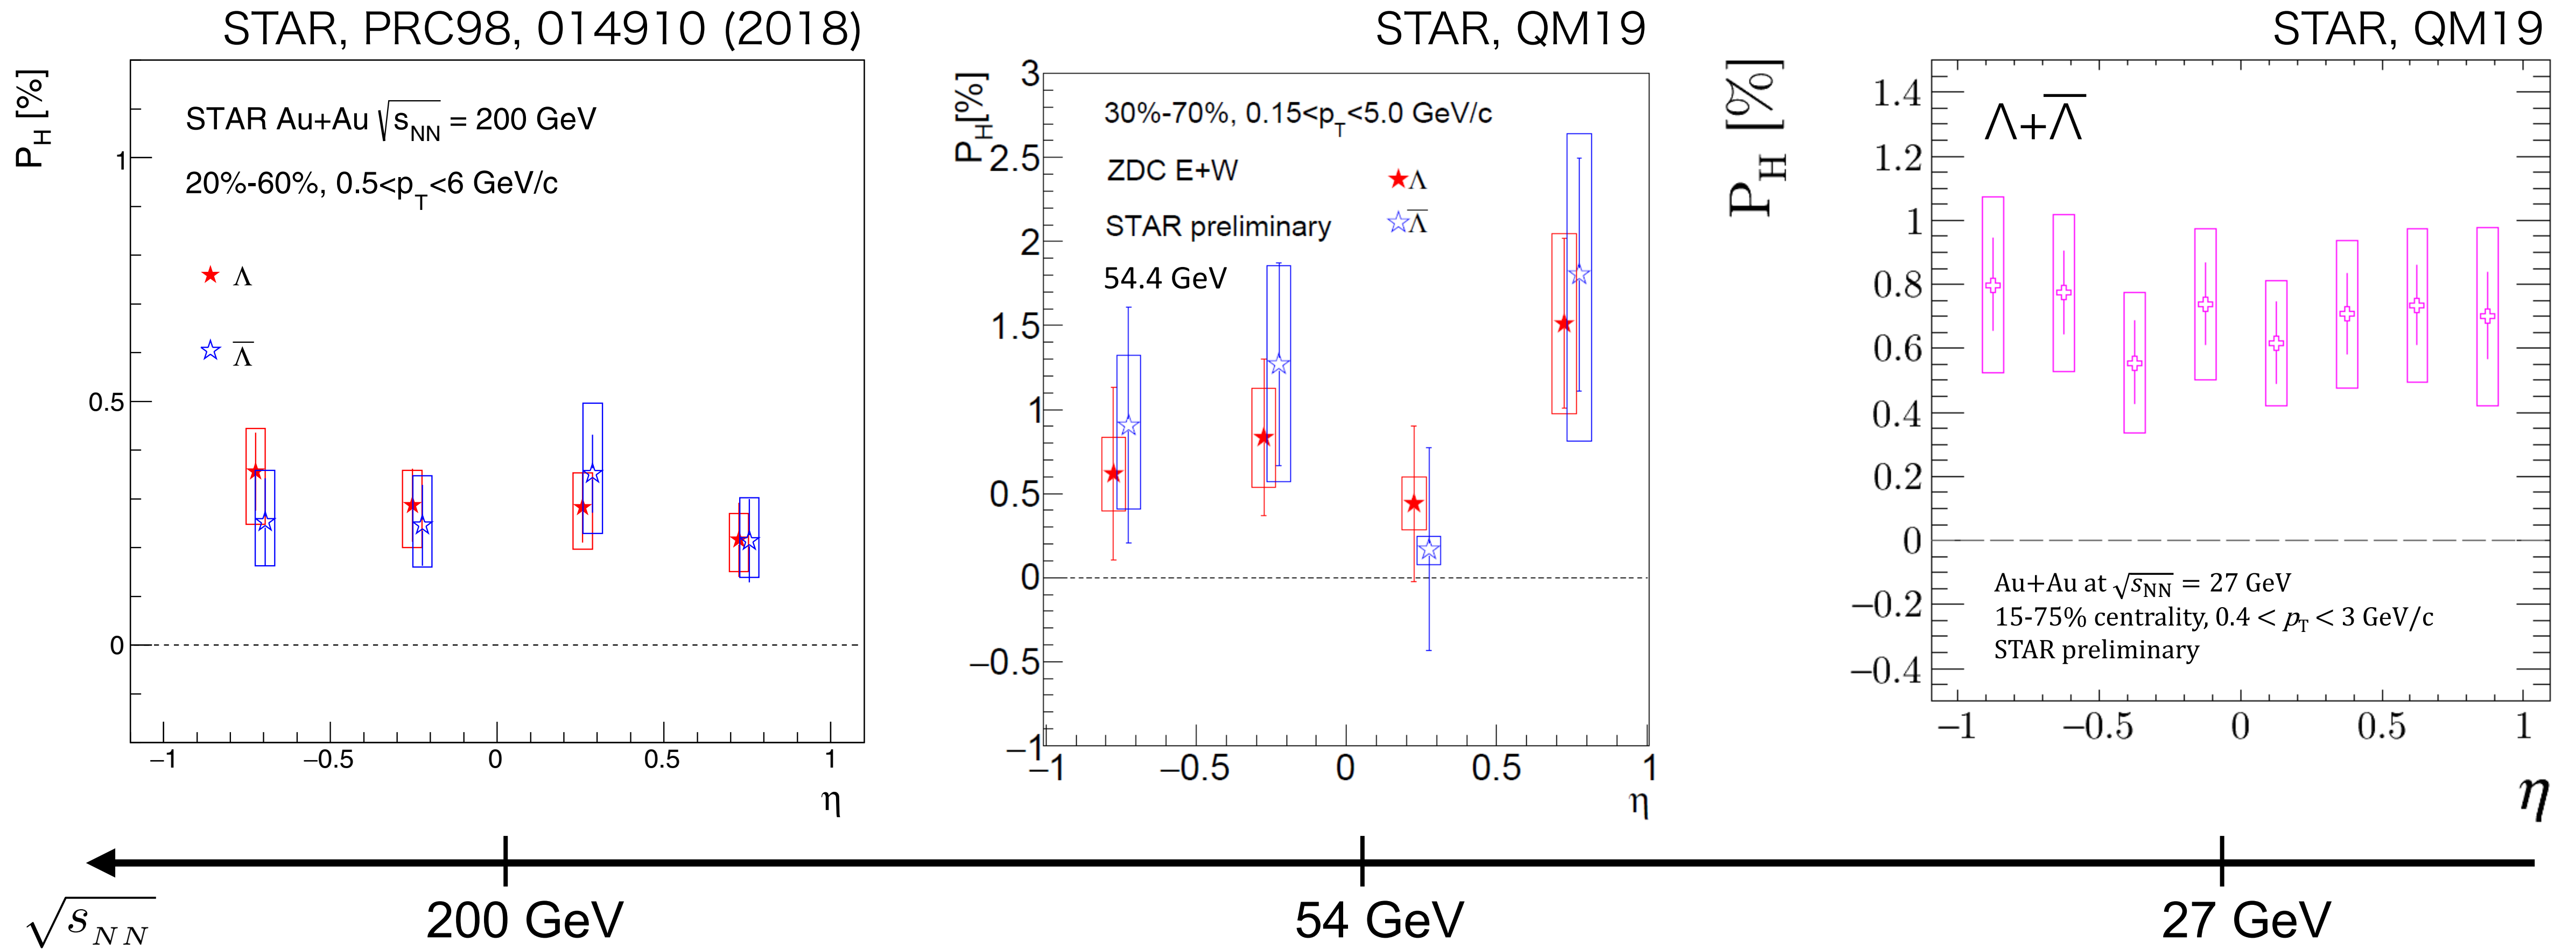 STAR, PRC98, 014910 (2018)
P_H [%]
STAR Au+Au √s_NN = 200 GeV
20%-60%, 0.5<p_T<6 GeV/c
Λ
Λ̅
1
0.5
0
−1 −0.5 0 0.5 1
η
STAR, QM19
P_H[%]
30%-70%, 0.15<p_T<5.0 GeV/c
ZDC E+W
STAR preliminary
54.4 GeV
Λ
Λ̅
3
2.5
2
1.5
1
0.5
0
−0.5
−1
−1 −0.5 0 0.5 1
η
STAR, QM19
P_H [%]
Λ+Λ̅
1.4
1.2
1
0.8
0.6
0.4
0.2
0
−0.2
−0.4
Au+Au at √s_NN = 27 GeV
15-75% centrality, 0.4 < p_T < 3 GeV/c
STAR preliminary
−1 −0.5 0 0.5 1
η
√s_NN
200 GeV 54 GeV 27 GeV